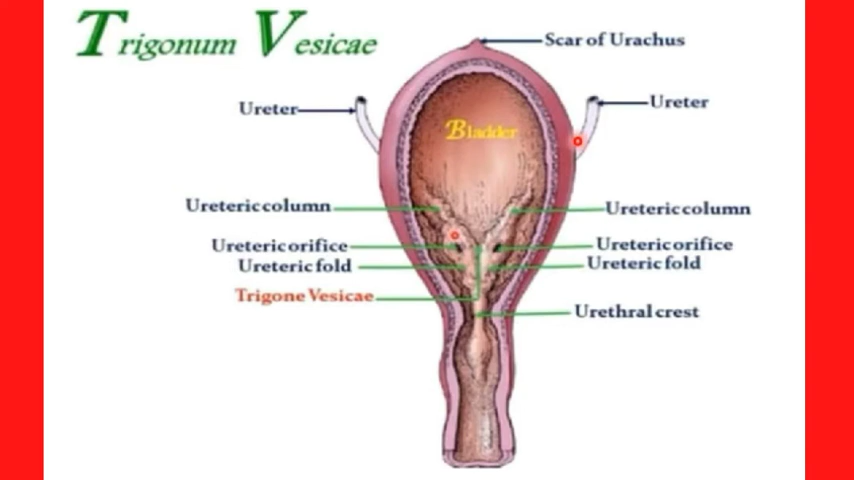 Trigonum Vesicae
Scar of Urachus
Ureter
Ureter
Bladder
Ureteric column
Ureteric column
Ureteric orifice
Ureteric orifice
Ureteric fold
Ureteric fold
Trigone Vesicae
Urethral crest